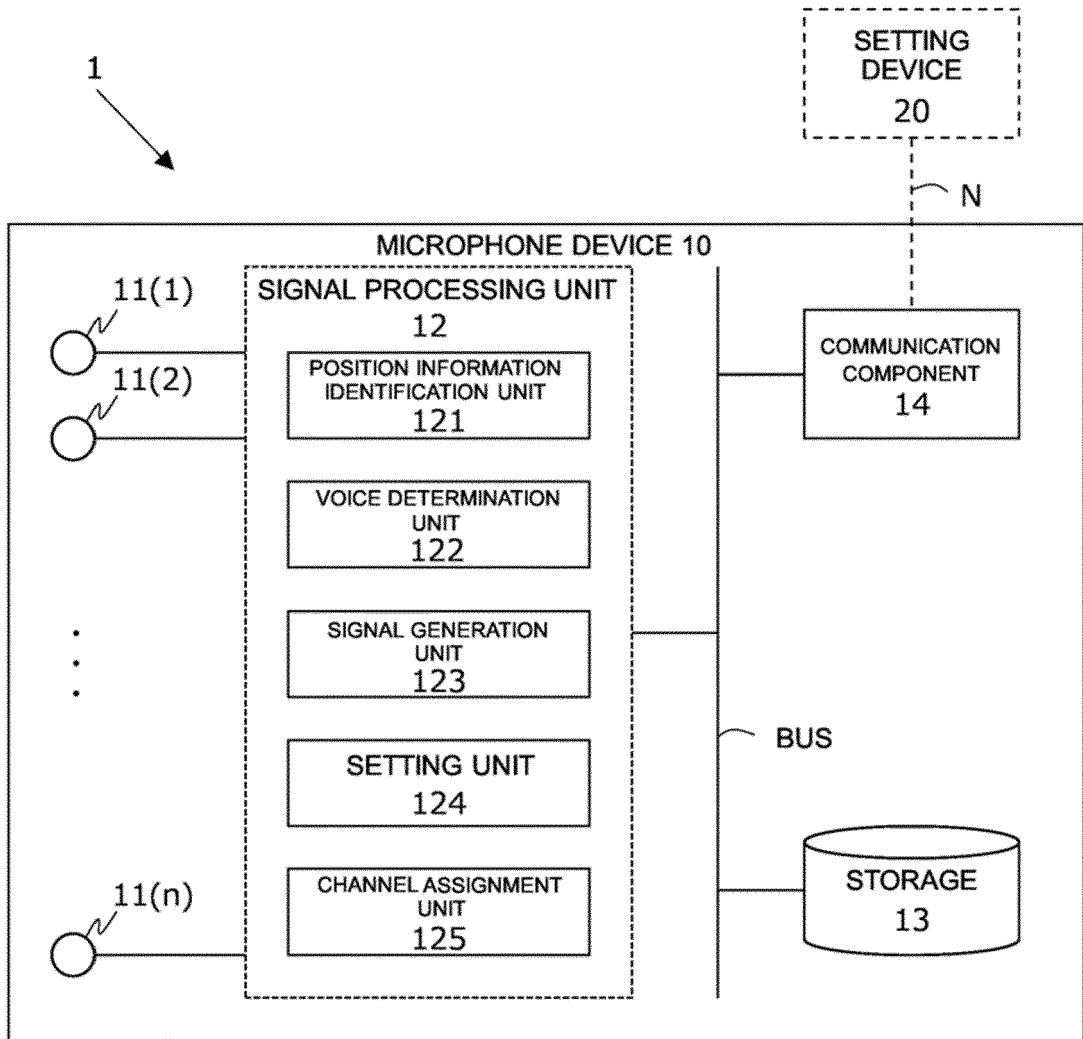 SETTING
DEVICE
20
1
N
MICROPHONE DEVICE 10
11(1)
11(2)
11(n)
SIGNAL PROCESSING UNIT
12
POSITION INFORMATION
IDENTIFICATION UNIT
121
VOICE DETERMINATION
UNIT
122
SIGNAL GENERATION
UNIT
123
SETTING UNIT
124
CHANNEL ASSIGNMENT
UNIT
125
COMMUNICATION
COMPONENT
14
BUS
STORAGE
13